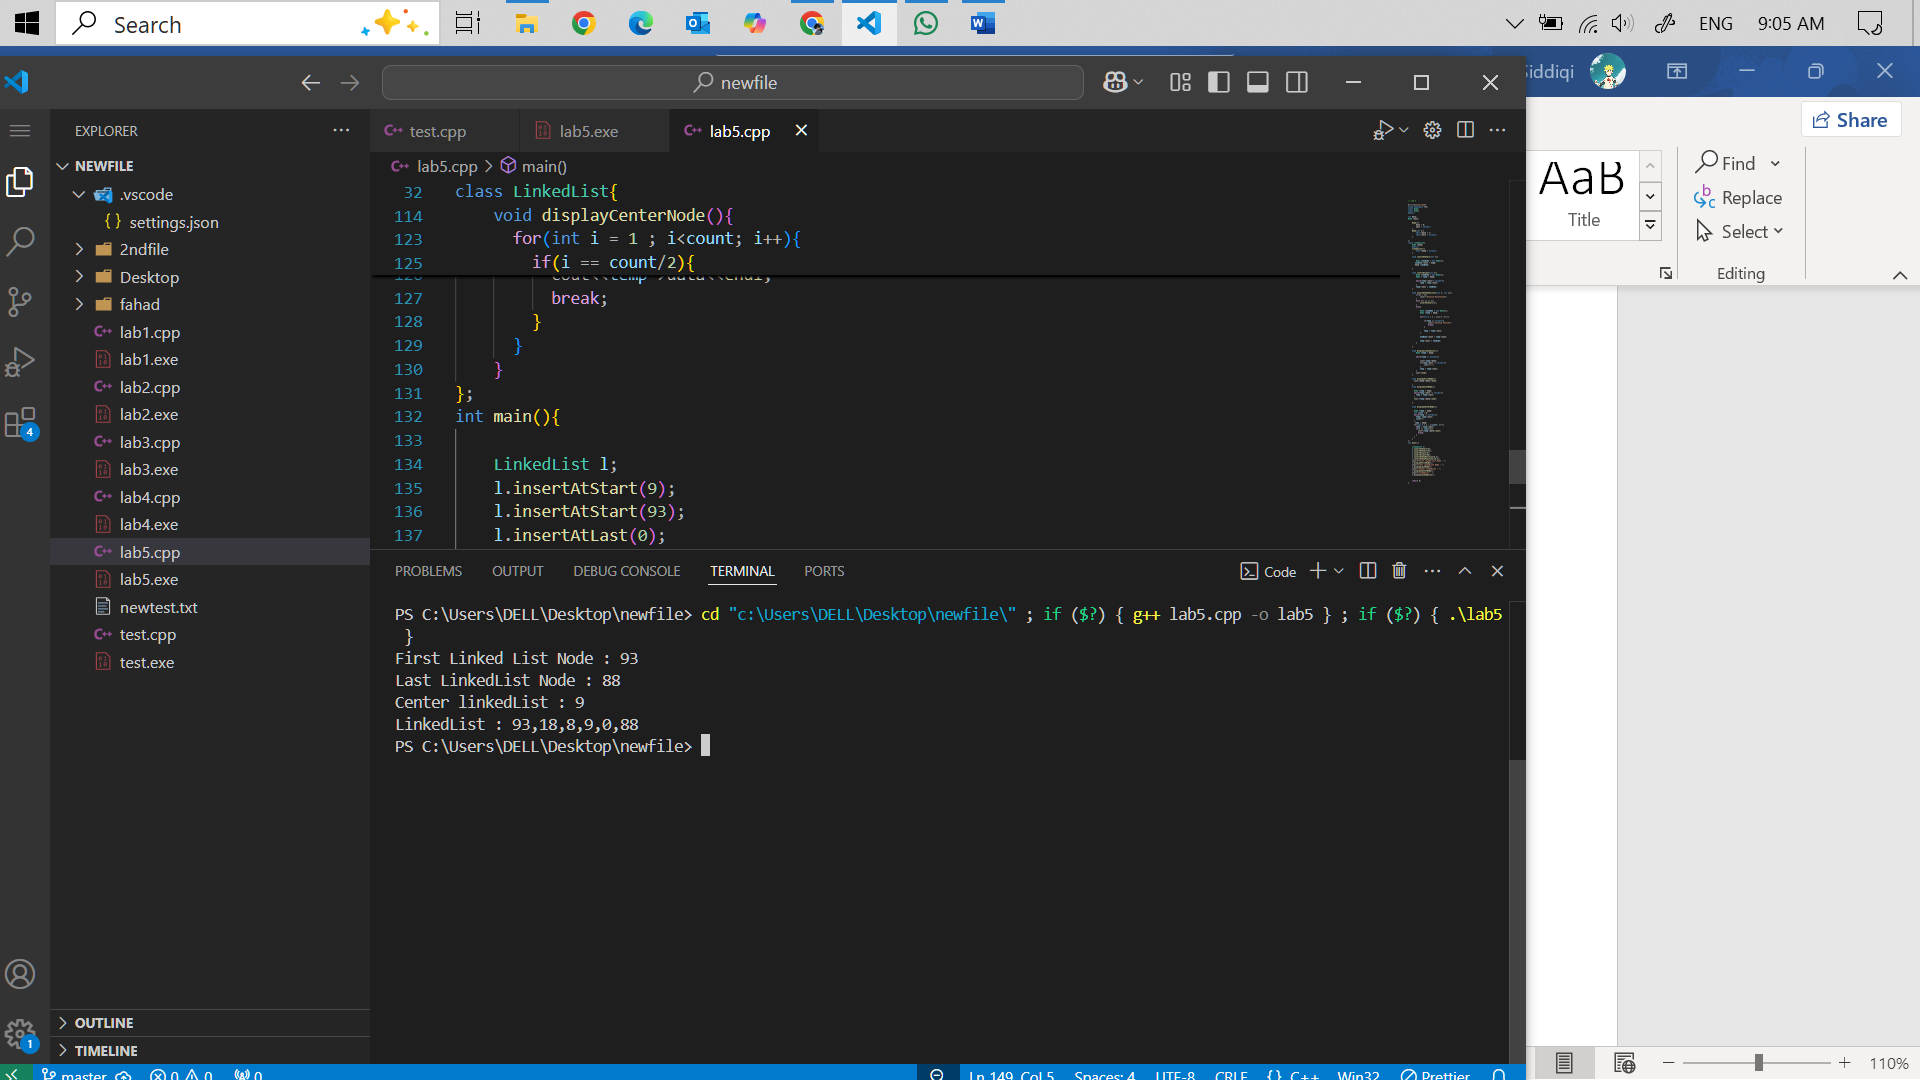 Search
ENG
9:05 AM
newfile
iddiqi
EXPLORER
test.cpp
lab5.exe
lab5.cpp
Share
NEWFILE
lab5.cpp > main()
.vscode
{} settings.json
2ndfile
Desktop
fahad
lab1.cpp
lab1.exe
lab2.cpp
lab2.exe
lab3.cpp
lab3.exe
lab4.cpp
lab4.exe
lab5.cpp
lab5.exe
newtest.txt
test.cpp
test.exe
OUTLINE
TIMELINE
4
1
32 class LinkedList{
114 void displayCenterNode(){
123 for(int i = 1 ; i<count; i++){
125 if(i == count/2){
127 break;
128 }
129 }
130 }
131 };
132 int main(){
133
134 LinkedList l;
135 l.insertAtStart(9);
136 l.insertAtStart(93);
137 l.insertAtLast(0);
PROBLEMS OUTPUT DEBUG CONSOLE TERMINAL PORTS
Code
PS C:\Users\DELL\Desktop\newfile> cd "c:\Users\DELL\Desktop\newfile\" ; if ($?) { g++ lab5.cpp -o lab5 } ; if ($?) { .\lab5
}
First Linked List Node : 93
Last LinkedList Node : 88
Center linkedList : 9
LinkedList : 93,18,8,9,0,88
PS C:\Users\DELL\Desktop\newfile>
AaB
Title
Find
Replace
Select
Editing
master 0 0 0
Ln 149, Col 5 Spaces: 4 UTF-8 CRLF {} C++ Win32 Prettier
110%